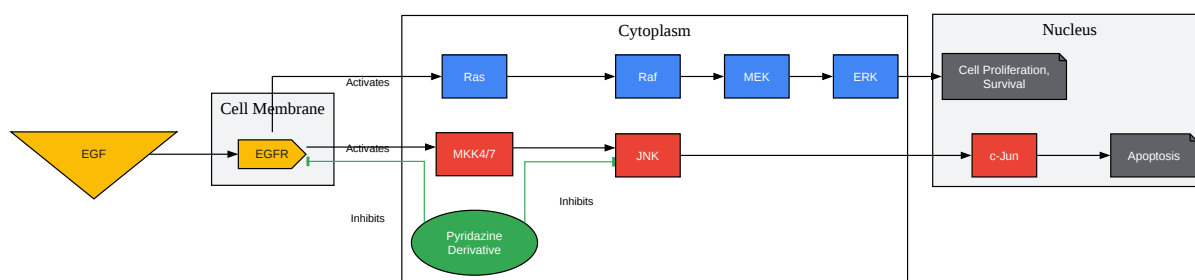 Cytoplasm
Nucleus
Ras
Raf
MEK
ERK
Cell Proliferation,
Survival
Activates
Cell Membrane
EGF
EGFR
Activates
MKK4/7
JNK
c-Jun
Apoptosis
Inhibits
Inhibits
Pyridazine
Derivative